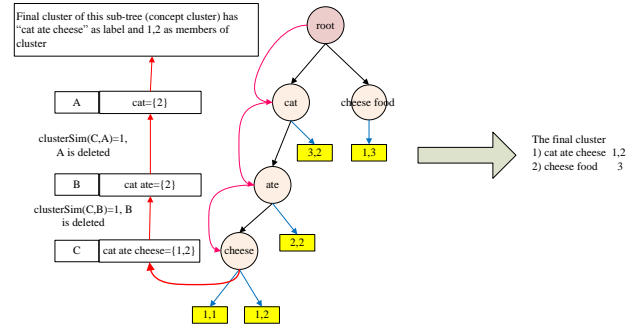 Final cluster of this sub-tree (concept cluster) has
“cat ate cheese” as label and 1,2 as members of
cluster
root
A cat={2}
cat
cheese food
clusterSim(C,A)=1,
A is deleted
3,2
1,3
The final cluster
1) cat ate cheese 1,2
2) cheese food 3
B cat ate={2}
ate
clusterSim(C,B)=1, B
is deleted
2,2
C cat ate cheese={1,2}
cheese
1,1
1,2